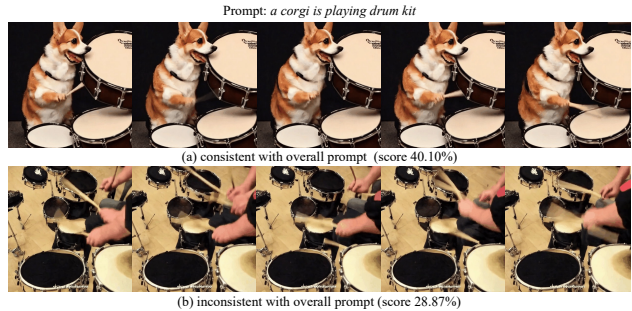 Prompt: a corgi is playing drum kit
(a) consistent with overall prompt (score 40.10%)
(b) inconsistent with overall prompt (score 28.87%)